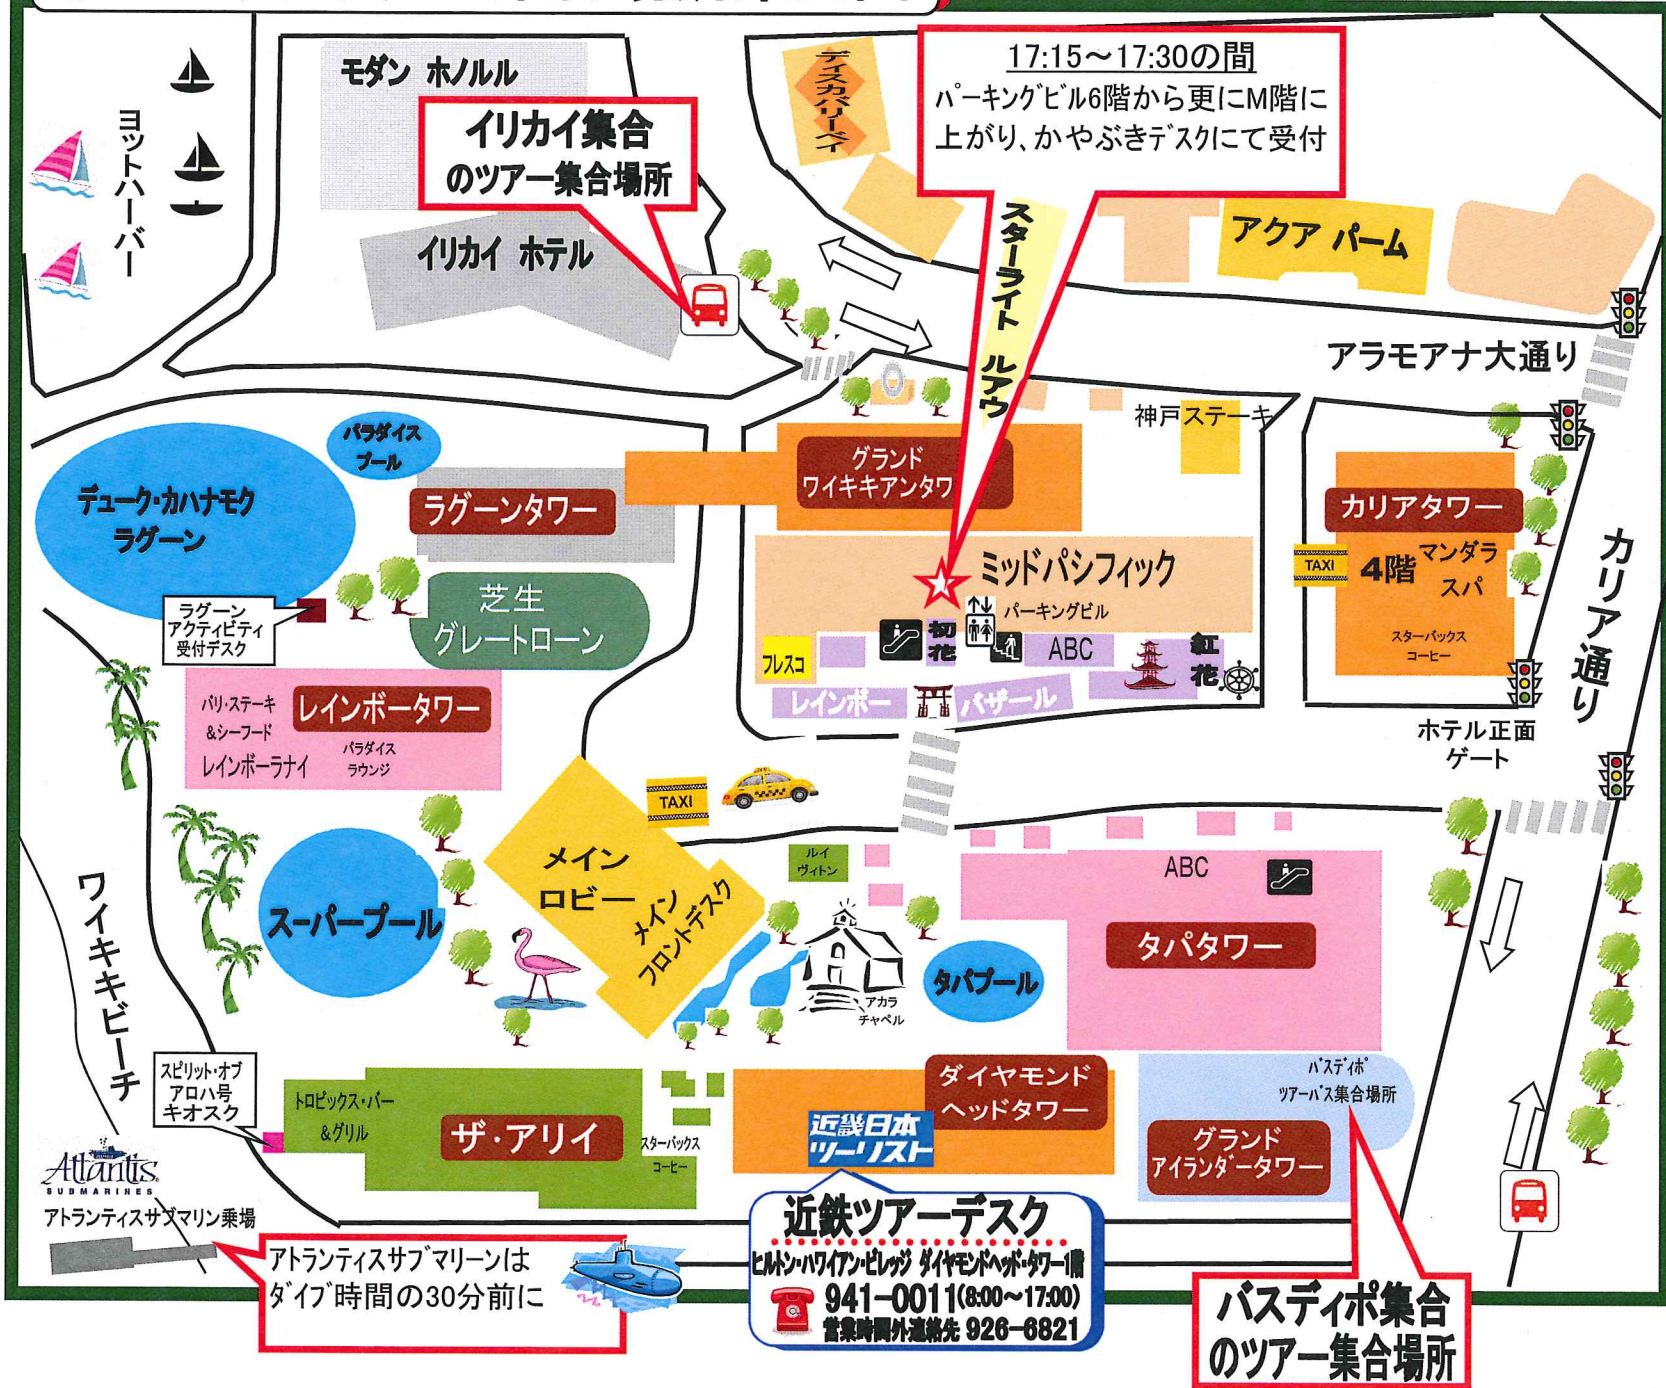 17:15～17:30の間
パーキングビル6階から更にM階に
上がり、かやぶきデスクにて受付
モダン ホノルル
イリカイ集合
のツアー集合場所
ディスカバリーベイ
ヨットハーバー
イリカイ ホテル
スターライト ルアウ
アクア パーム
アラモアナ大通り
神戸ステーキ
パラダイス
プール
グランド
ワイキキアンタワ
デューク・カハナモク
ラグーン
ラグーンタワー
カリアタワー
ミッドパシフィック
パーキングビル
TAXI
4階
マンダラ
スパ
カリア通り
ラグーン
アクティビティ
受付デスク
芝生
グレートローン
初花
ABC
紅花
フレスコ
スターバックス
コーヒー
レインボー
バザール
バリ・ステーキ
&シーフード
レインボータワー
レインボーラナイ
パラダイス
ラウンジ
ホテル正面
ゲート
TAXI
メイン
ロビー
メイン
フロントデスク
ルイ
ヴィトン
ABC
スーパープール
タパタワー
タパプール
アカラ
チャペル
ワイキキビーチ
スピリット・オブ
アロハ号
キオスク
トロピックス・バー
&グリル
ザ・アリイ
スターバックス
コーヒー
ダイヤモンド
ヘッドタワー
近畿日本
ツーリスト
バスディポ
ツアーバス集合場所
グランド
アイランダータワー
Atlantis
SUBMARINES
アトランティスサブマリン乗場
アトランティスサブマリーンは
ダイブ時間の30分前に
近鉄ツアーデスク
ヒルトン・ハワイアン・ビレッジ ダイヤモンドヘッド・タワー1階
941-0011(8:00～17:00)
営業時間外連絡先 926-6821
バスディポ集合
のツアー集合場所